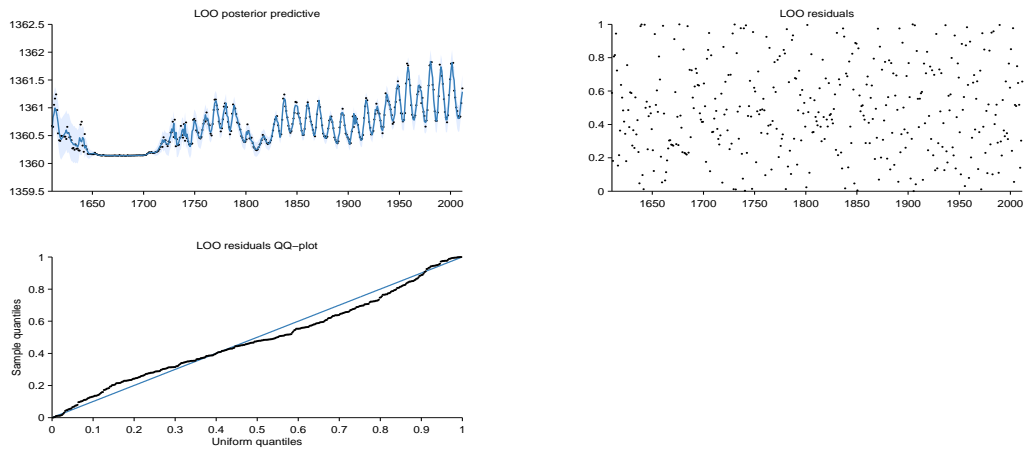 LOO posterior predictive
1362.5
1362
1361.5
1361
1360.5
1360
1359.5
1650 1700 1750 1800 1850 1900 1950 2000
LOO residuals
1
0.8
0.6
0.4
0.2
0
1650 1700 1750 1800 1850 1900 1950 2000
LOO residuals QQ−plot
Sample quantiles
1
0.8
0.6
0.4
0.2
0
0 0.1 0.2 0.3 0.4 0.5 0.6 0.7 0.8 0.9 1
Uniform quantiles